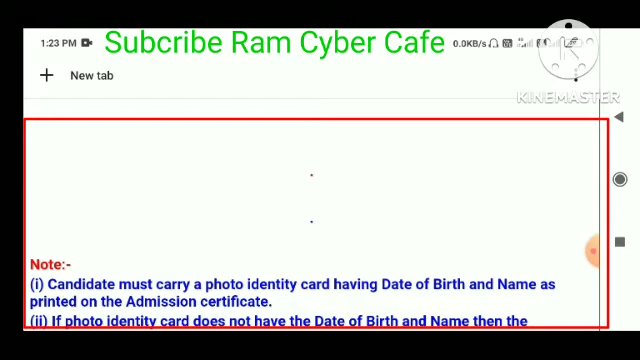 Subcribe Ram Cyber Cafe
1:23 PM
0.0KB/s
New tab
KINEMASTER
Note:-
(i) Candidate must carry a photo identity card having Date of Birth and Name as
printed on the Admission certificate.
(ii) If photo identity card does not have the Date of Birth and Name then the